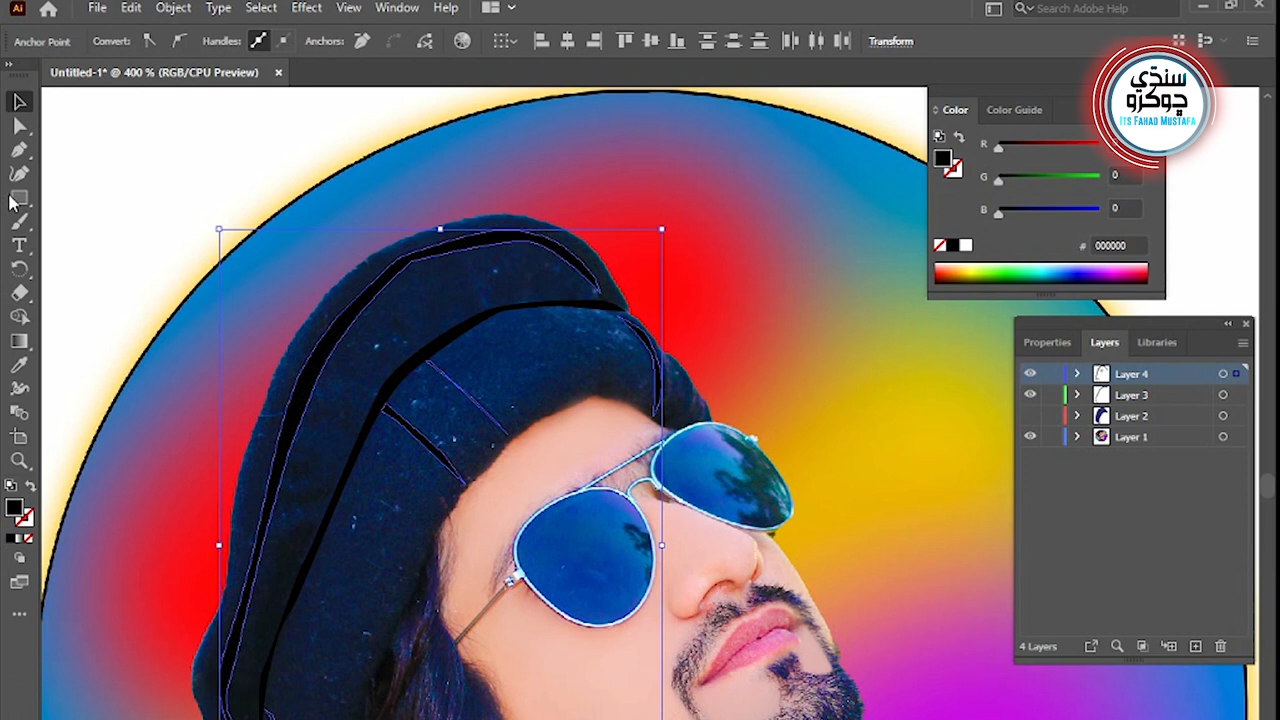 Ai File Edit Object Type Select Effect View Window Help Search Adobe Help
Anchor Point Convert: Handles: Anchors: Transform
Untitled-1* @ 400 % (RGB/CPU Preview) ×
سنڌي
ڇوڪرو
ITS FAHAD MUSTAFA
Color Color Guide
R
G 0
B 0
# 000000
Properties Layers Libraries
Layer 4
Layer 3
Layer 2
Layer 1
4 Layers